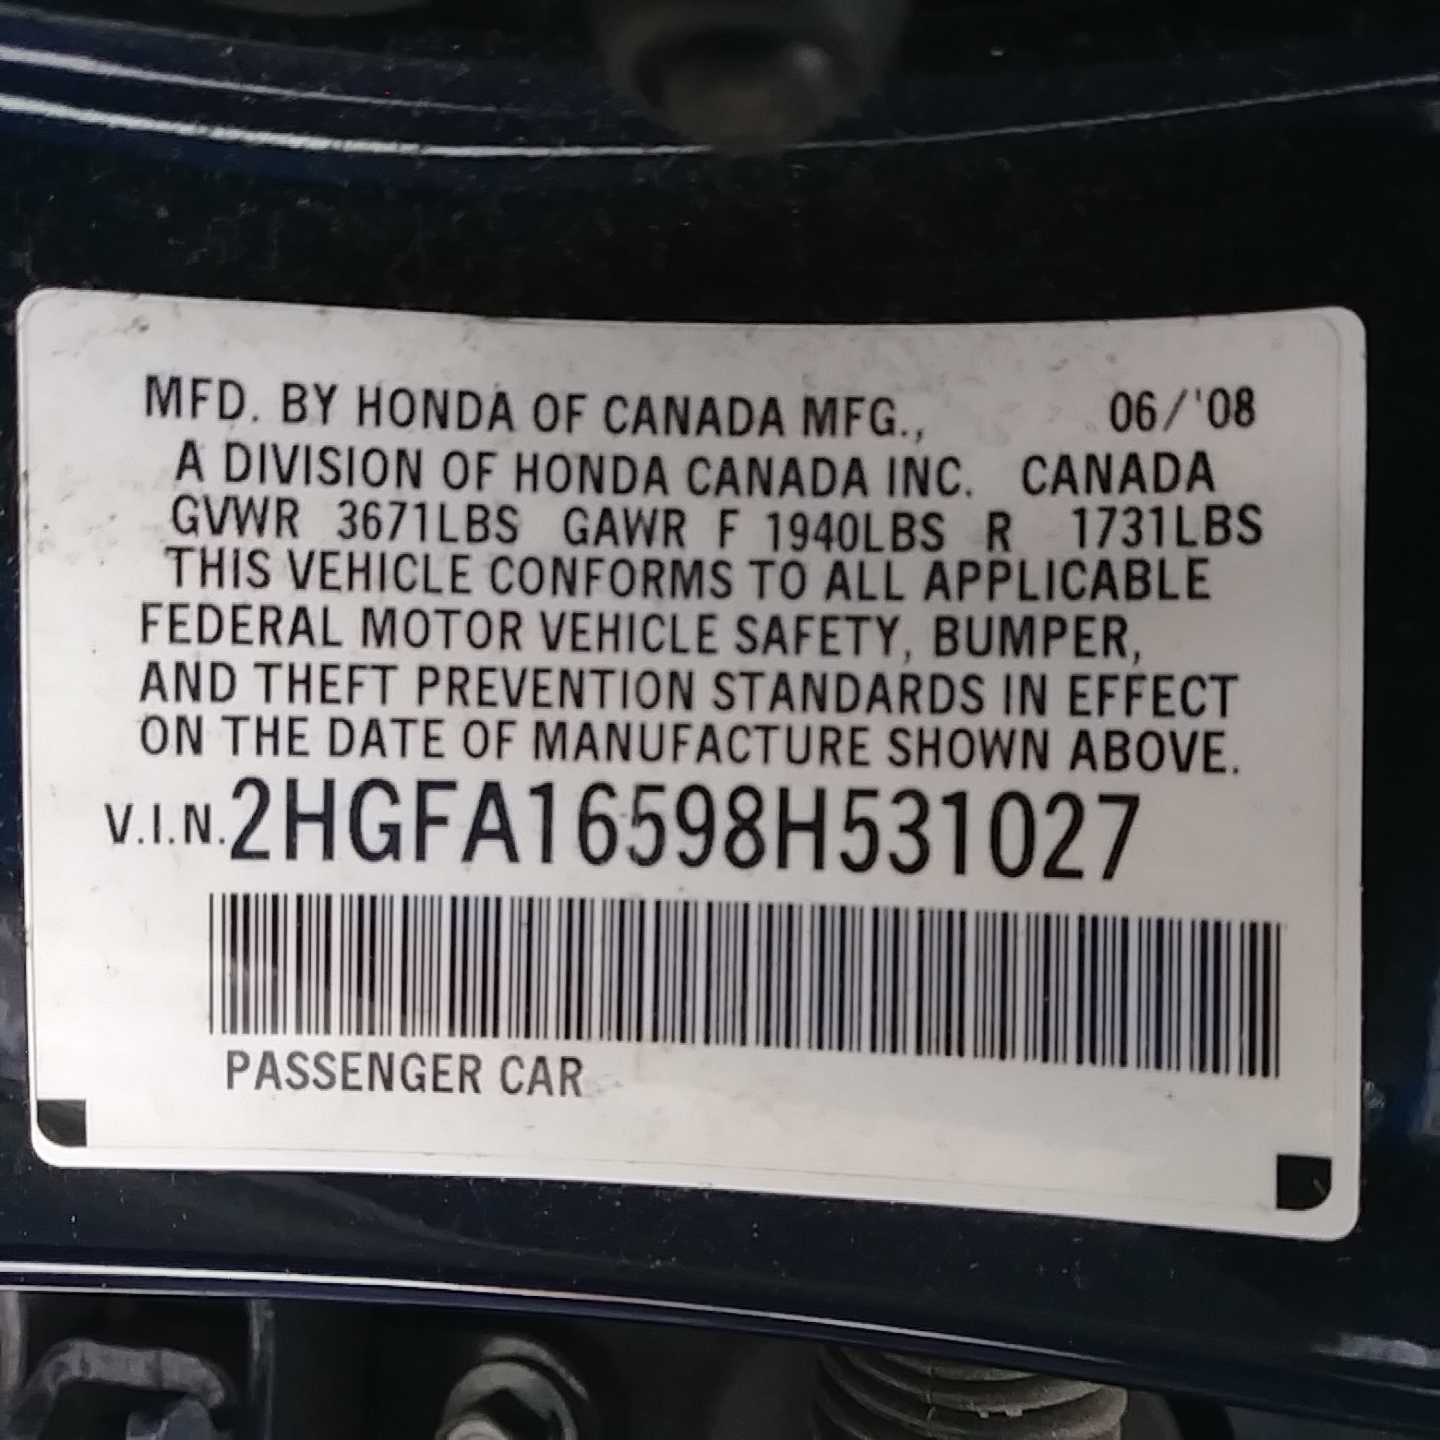 MFD. BY HONDA OF CANADA MFG., 06/'08
A DIVISION OF HONDA CANADA INC. CANADA
GVWR 3671LBS GAWR F 1940LBS R 1731LBS
THIS VEHICLE CONFORMS TO ALL APPLICABLE
FEDERAL MOTOR VEHICLE SAFETY, BUMPER,
AND THEFT PREVENTION STANDARDS IN EFFECT
ON THE DATE OF MANUFACTURE SHOWN ABOVE.
V.I.N. 2HGFA16598H531027
PASSENGER CAR